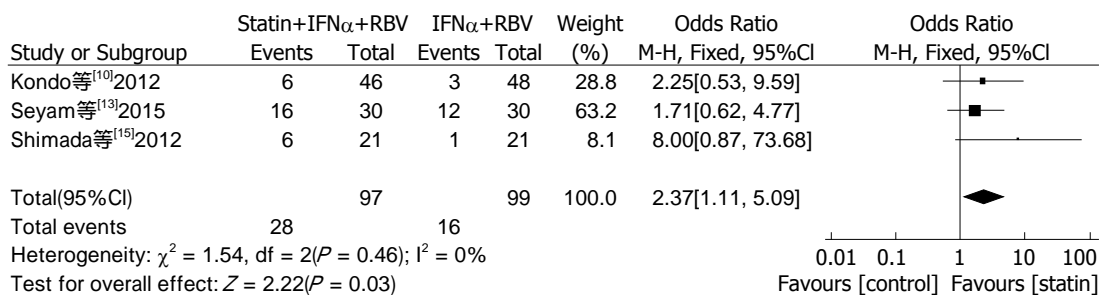 Statin+IFNα+RBV IFNα+RBV Weight Odds Ratio Odds Ratio
Study or Subgroup Events Total Events Total (%) M-H, Fixed, 95%CI M-H, Fixed, 95%CI
Kondo等[10]2012 6 46 3 48 28.8 2.25[0.53, 9.59]
Seyam等[13]2015 16 30 12 30 63.2 1.71[0.62, 4.77]
Shimada等[15]2012 6 21 1 21 8.1 8.00[0.87, 73.68]
Total(95%CI) 97 99 100.0 2.37[1.11, 5.09]
Total events 28 16
Heterogeneity: χ² = 1.54, df = 2(P = 0.46); I² = 0%
Test for overall effect: Z = 2.22(P = 0.03)
0.01 0.1 1 10 100
Favours [control] Favours [statin]